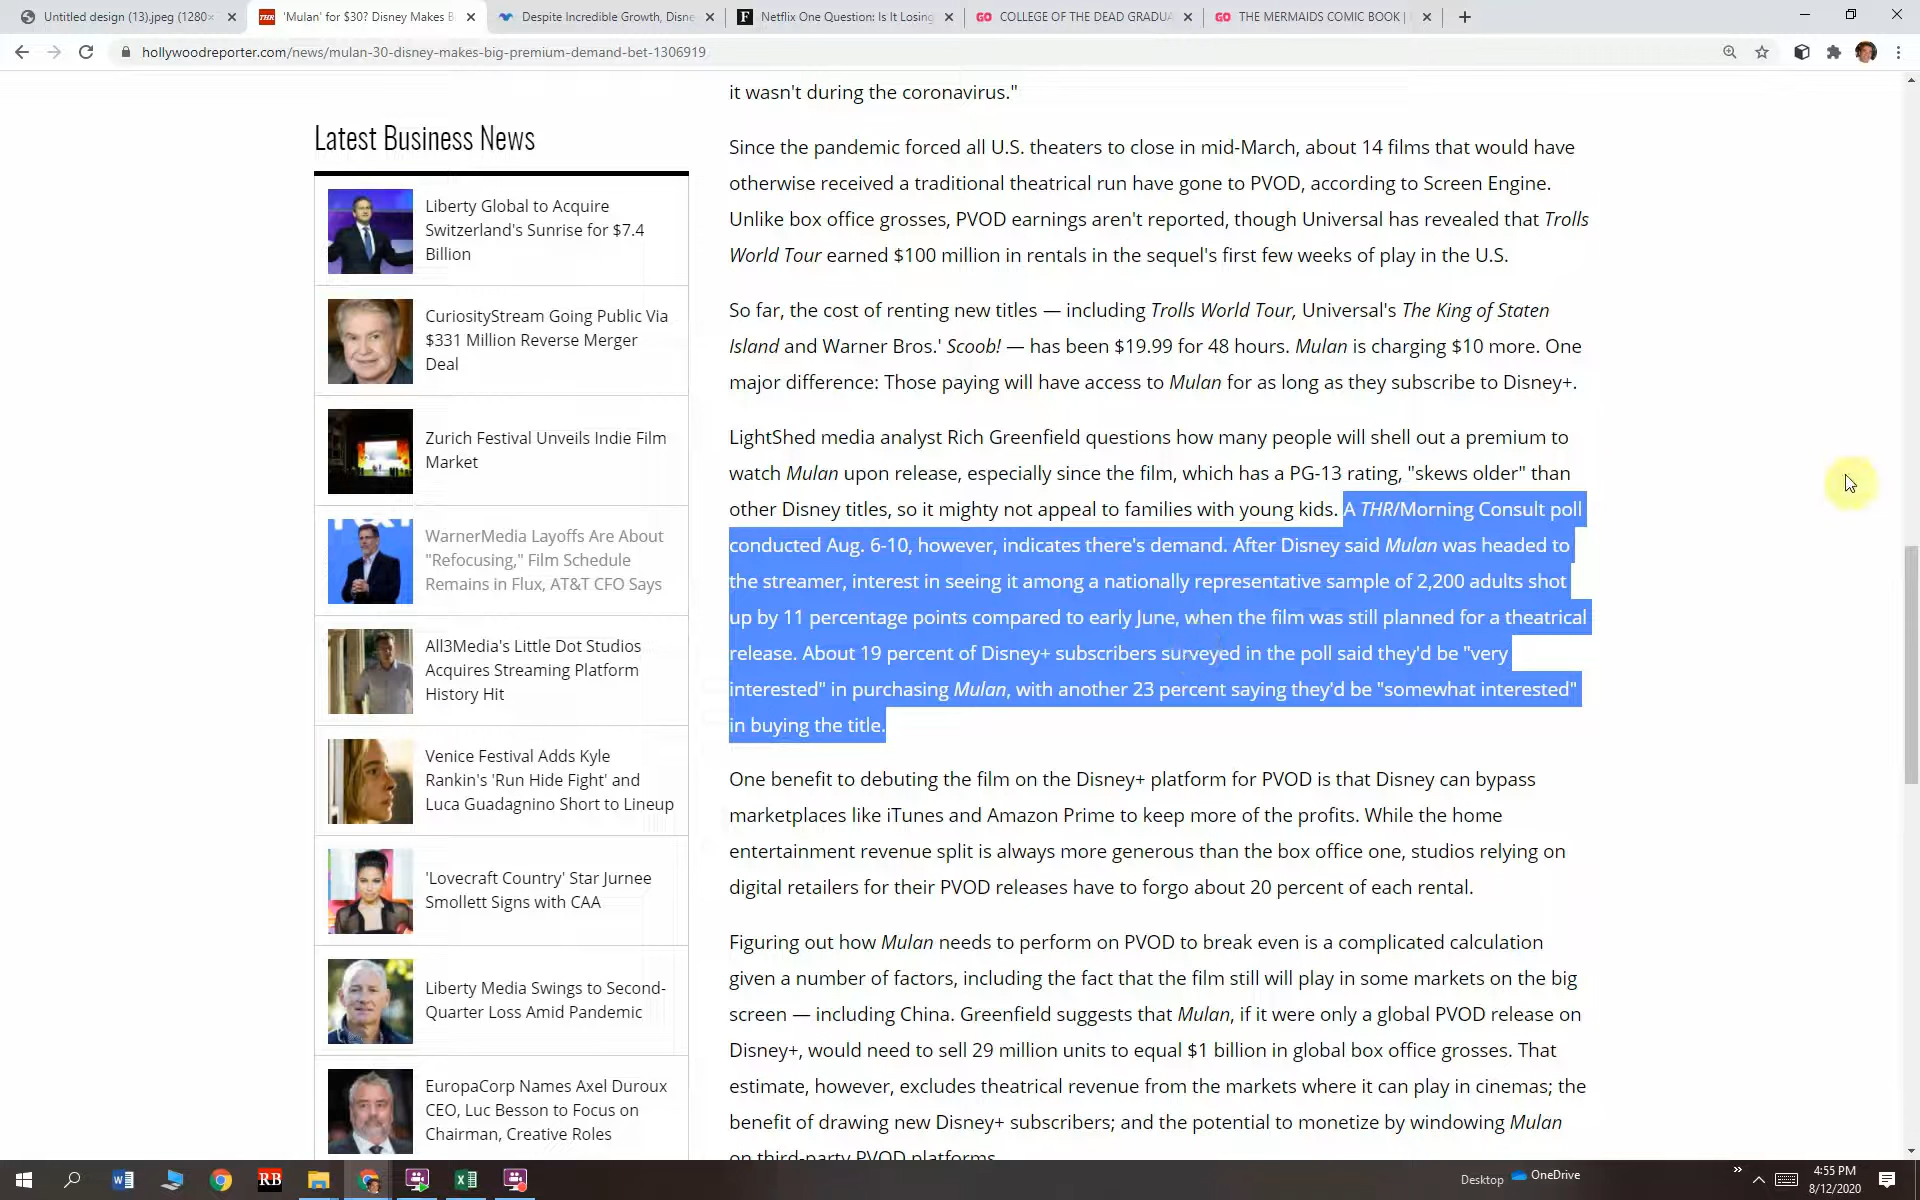 Untitled design (13).jpeg (1280×
'Mulan' for $30? Disney Makes B
Despite Incredible Growth, Disne
Netflix One Question: Is It Losing
COLLEGE OF THE DEAD GRADUA
THE MERMAIDS COMIC BOOK |
hollywoodreporter.com/news/mulan-30-disney-makes-big-premium-demand-bet-1306919
Latest Business News
Liberty Global to Acquire
Switzerland's Sunrise for $7.4
Billion
CuriosityStream Going Public Via
$331 Million Reverse Merger
Deal
Zurich Festival Unveils Indie Film
Market
WarnerMedia Layoffs Are About
"Refocusing," Film Schedule
Remains in Flux, AT&T CFO Says
All3Media's Little Dot Studios
Acquires Streaming Platform
History Hit
Venice Festival Adds Kyle
Rankin's 'Run Hide Fight' and
Luca Guadagnino Short to Lineup
'Lovecraft Country' Star Jurnee
Smollett Signs with CAA
Liberty Media Swings to Second-
Quarter Loss Amid Pandemic
EuropaCorp Names Axel Duroux
CEO, Luc Besson to Focus on
Chairman, Creative Roles
it wasn't during the coronavirus."
Since the pandemic forced all U.S. theaters to close in mid-March, about 14 films that would have
otherwise received a traditional theatrical run have gone to PVOD, according to Screen Engine.
Unlike box office grosses, PVOD earnings aren't reported, though Universal has revealed that Trolls
World Tour earned $100 million in rentals in the sequel's first few weeks of play in the U.S.
So far, the cost of renting new titles — including Trolls World Tour, Universal's The King of Staten
Island and Warner Bros.' Scoob! — has been $19.99 for 48 hours. Mulan is charging $10 more. One
major difference: Those paying will have access to Mulan for as long as they subscribe to Disney+.
LightShed media analyst Rich Greenfield questions how many people will shell out a premium to
watch Mulan upon release, especially since the film, which has a PG-13 rating, "skews older" than
other Disney titles, so it mighty not appeal to families with young kids. A THR/Morning Consult poll
conducted Aug. 6-10, however, indicates there's demand. After Disney said Mulan was headed to
the streamer, interest in seeing it among a nationally representative sample of 2,200 adults shot
up by 11 percentage points compared to early June, when the film was still planned for a theatrical
release. About 19 percent of Disney+ subscribers surveyed in the poll said they'd be "very
interested" in purchasing Mulan, with another 23 percent saying they'd be "somewhat interested"
in buying the title.
One benefit to debuting the film on the Disney+ platform for PVOD is that Disney can bypass
marketplaces like iTunes and Amazon Prime to keep more of the profits. While the home
entertainment revenue split is always more generous than the box office one, studios relying on
digital retailers for their PVOD releases have to forgo about 20 percent of each rental.
Figuring out how Mulan needs to perform on PVOD to break even is a complicated calculation
given a number of factors, including the fact that the film still will play in some markets on the big
screen — including China. Greenfield suggests that Mulan, if it were only a global PVOD release on
Disney+, would need to sell 29 million units to equal $1 billion in global box office grosses. That
estimate, however, excludes theatrical revenue from the markets where it can play in cinemas; the
benefit of drawing new Disney+ subscribers; and the potential to monetize by windowing Mulan
on third-party PVOD platforms.
RB
Desktop
OneDrive
4:55 PM
8/12/2020